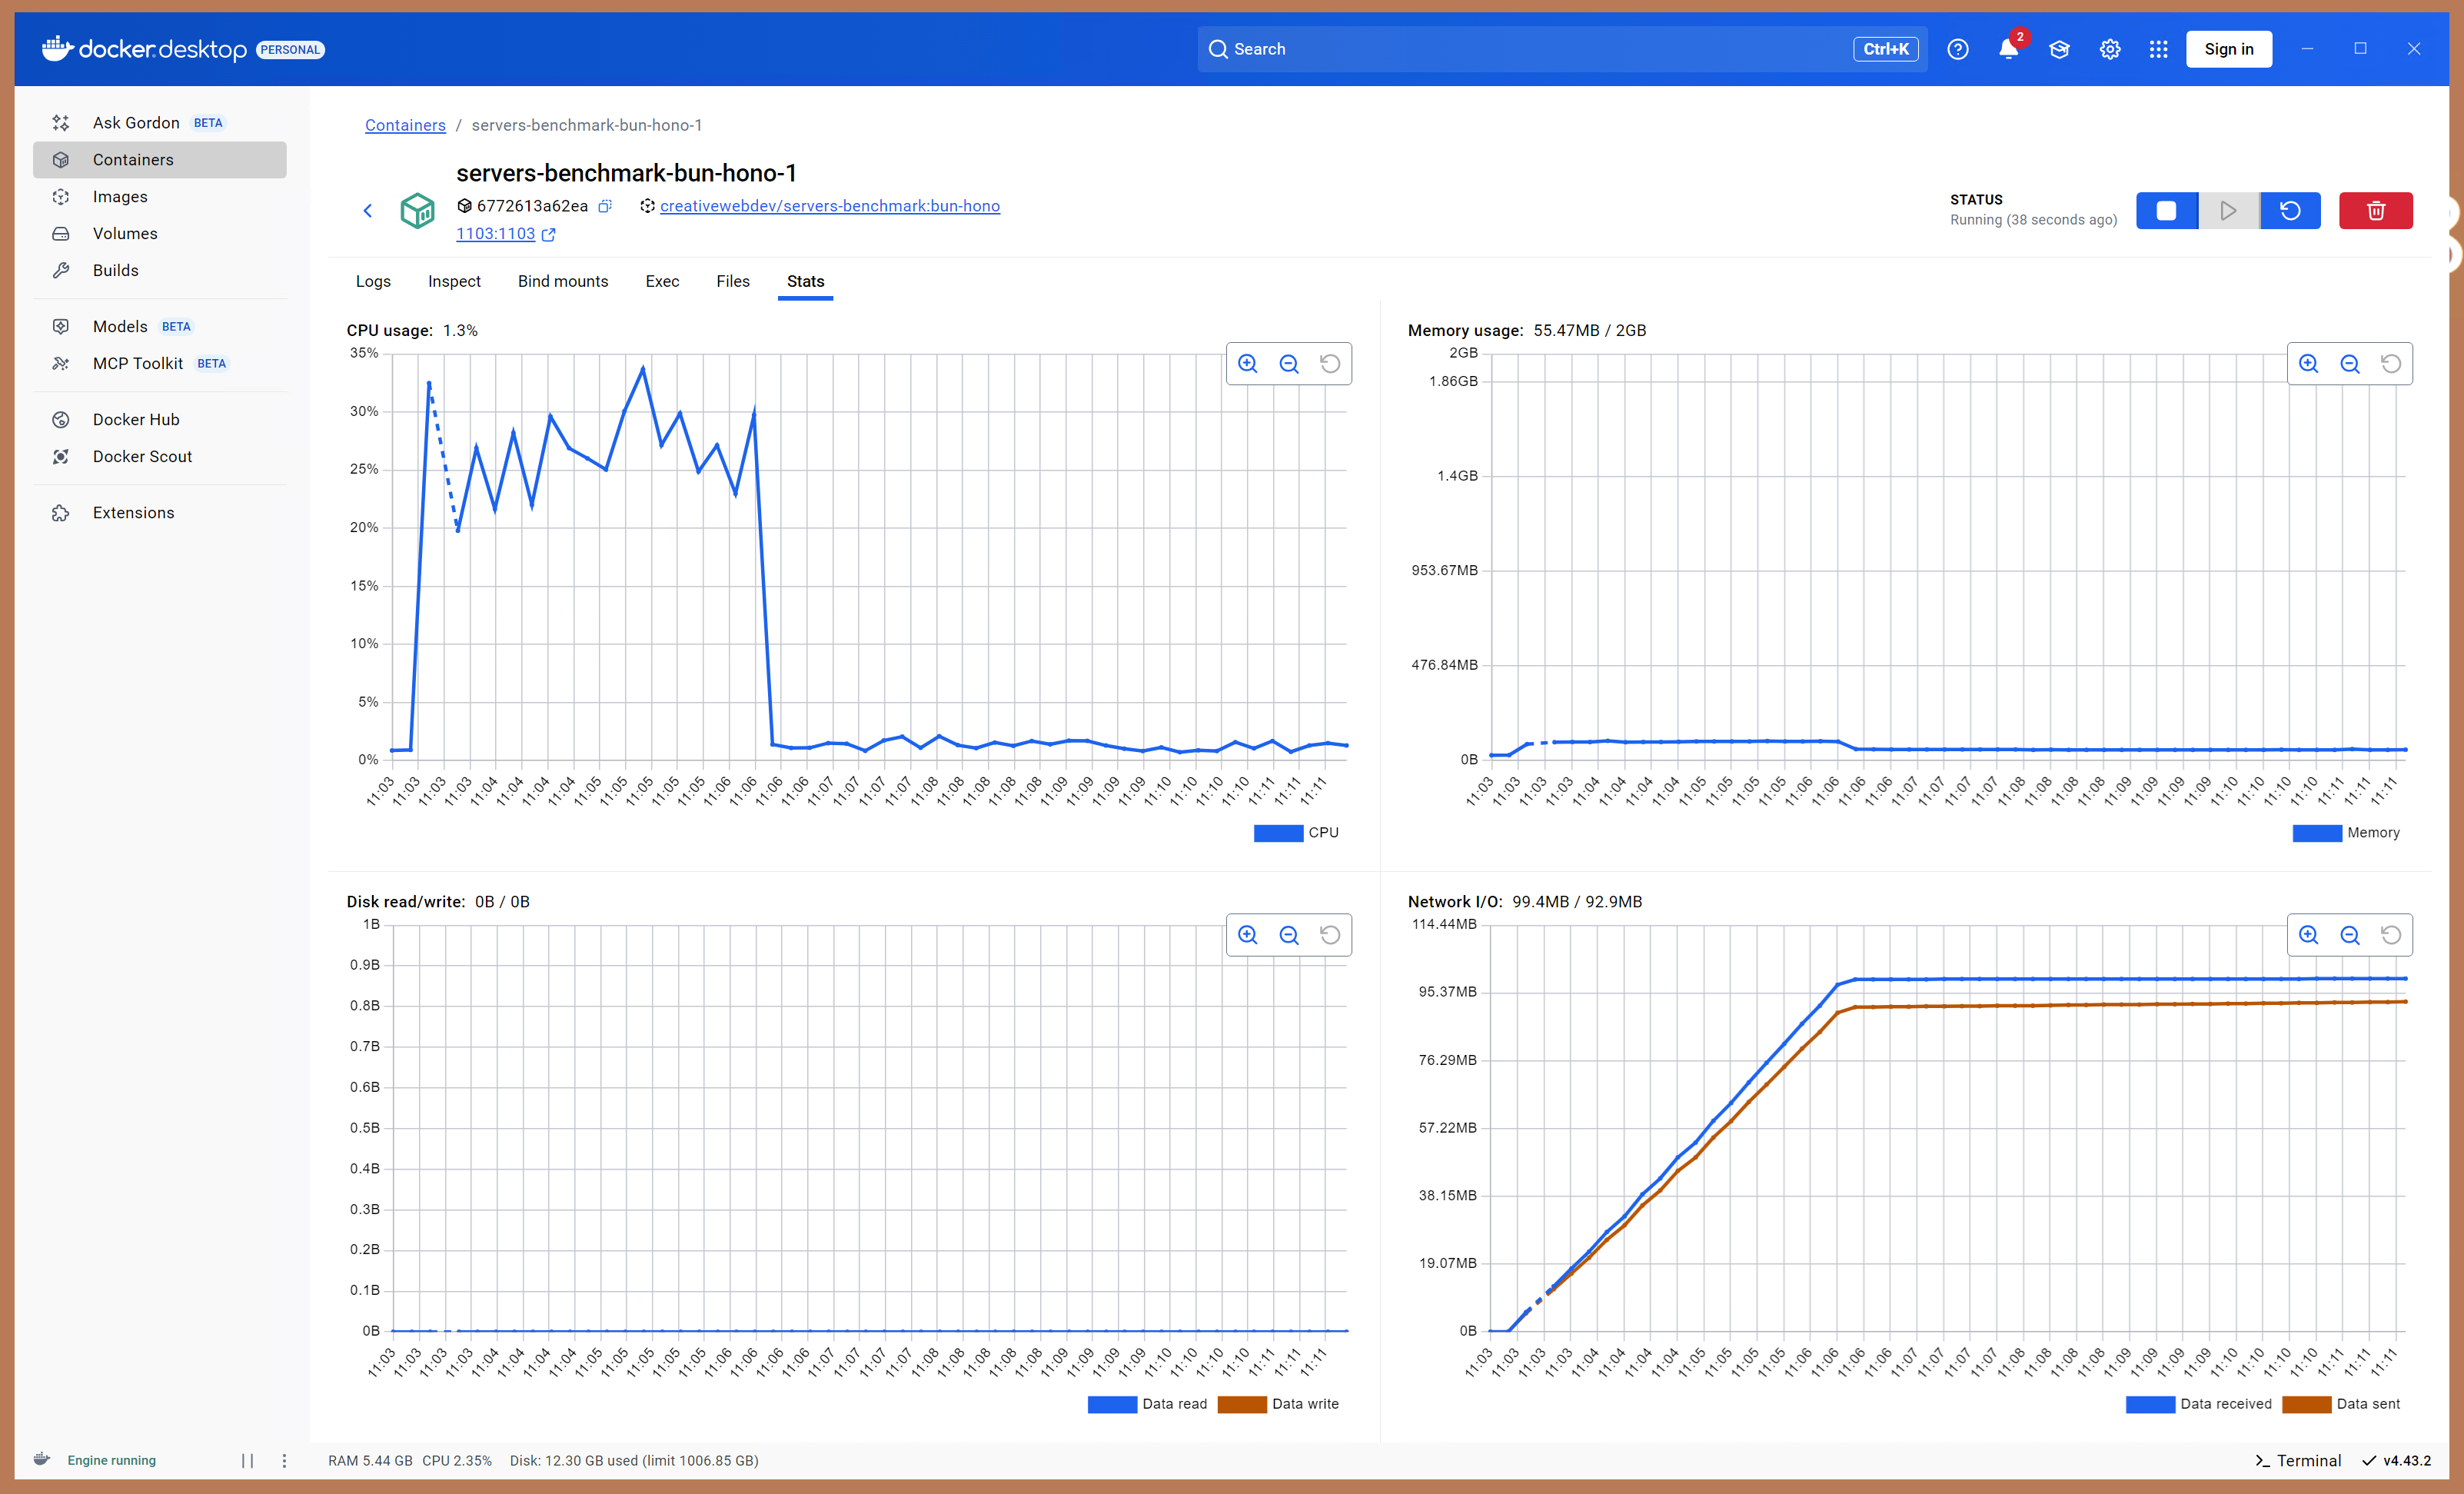 docker desktop PERSONAL
Search
Ctrl+K
2
Sign in
Ask Gordon BETA
Containers
Images
Volumes
Builds
Models BETA
MCP Toolkit BETA
Docker Hub
Docker Scout
Extensions
Containers / servers-benchmark-bun-hono-1
servers-benchmark-bun-hono-1
6772613a62ea creativewebdev/servers-benchmark:bun-hono
1103:1103
STATUS
Running (38 seconds ago)
Logs Inspect Bind mounts Exec Files Stats
CPU usage: 1.3%
35%
30%
25%
20%
15%
10%
5%
0%
11:03 11:03 11:03 11:03 11:04 11:04 11:04 11:04 11:05 11:05 11:05 11:05 11:05 11:06 11:06 11:06 11:06 11:07 11:07 11:07 11:07 11:08 11:08 11:08 11:08 11:08 11:09 11:09 11:09 11:09 11:10 11:10 11:10 11:10 11:11 11:11 11:11
CPU
Memory usage: 55.47MB / 2GB
2GB
1.86GB
1.4GB
953.67MB
476.84MB
0B
11:03 11:03 11:03 11:03 11:04 11:04 11:04 11:04 11:05 11:05 11:05 11:05 11:06 11:06 11:06 11:06 11:07 11:07 11:07 11:07 11:08 11:08 11:08 11:08 11:09 11:09 11:09 11:09 11:10 11:10 11:10 11:10 11:11 11:11 11:11
Memory
Disk read/write: 0B / 0B
1B
0.9B
0.8B
0.7B
0.6B
0.5B
0.4B
0.3B
0.2B
0.1B
0B
11:03 11:03 11:03 11:03 11:04 11:04 11:04 11:04 11:05 11:05 11:05 11:05 11:05 11:06 11:06 11:06 11:06 11:07 11:07 11:07 11:07 11:08 11:08 11:08 11:08 11:08 11:09 11:09 11:09 11:09 11:10 11:10 11:10 11:10 11:11 11:11 11:11
Data read Data write
Network I/O: 99.4MB / 92.9MB
114.44MB
95.37MB
76.29MB
57.22MB
38.15MB
19.07MB
0B
11:03 11:03 11:03 11:03 11:04 11:04 11:04 11:04 11:05 11:05 11:05 11:05 11:06 11:06 11:06 11:06 11:07 11:07 11:07 11:07 11:08 11:08 11:08 11:08 11:09 11:09 11:09 11:09 11:10 11:10 11:10 11:10 11:11 11:11 11:11
Data received Data sent
Engine running
RAM 5.44 GB CPU 2.35% Disk: 12.30 GB used (limit 1006.85 GB)
Terminal
v4.43.2